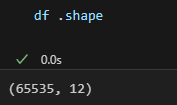 df .shape
0.0s
(65535, 12)